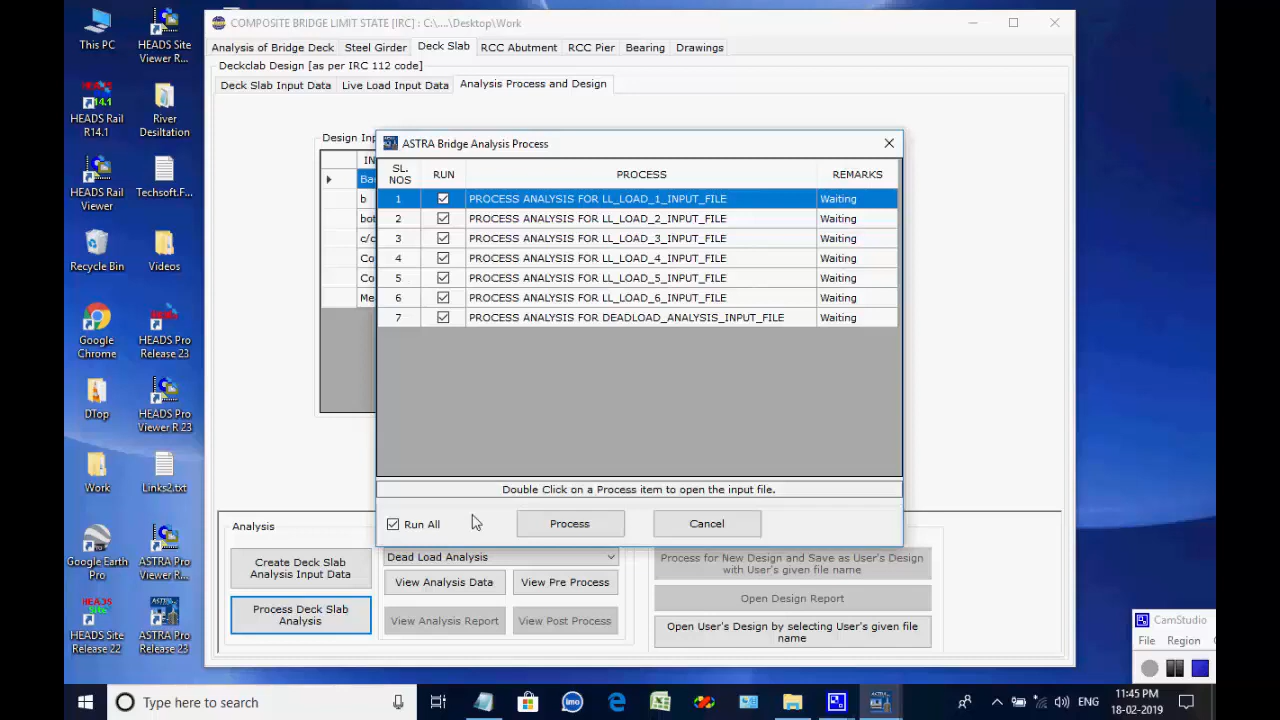 This PC
HEADS Site
Viewer R...
HEADS Rail
R14.1
River
Desiltation
HEADS Rail
Viewer
Techsoft.F...
Recycle Bin
Videos
Google
Chrome
HEADS Pro
Release 23
DTop
HEADS Pro
Viewer R 23
Work
Links2.txt
Google Earth
Pro
ASTRA Pro
Viewer R...
HEADS Site
Release 22
ASTRA Pro
Release 23
COMPOSITE BRIDGE LIMIT STATE [IRC] : C:\....\Desktop\Work
Analysis of Bridge Deck Steel Girder Deck Slab RCC Abutment RCC Pier Bearing Drawings
Deckclab Design [as per IRC 112 code]
Deck Slab Input Data Live Load Input Data Analysis Process and Design
Design Inp
IN
Bac
b
bot
c/c
Co
Co
Me
ASTRA Bridge Analysis Process
SL.
NOS RUN PROCESS REMARKS
1 PROCESS ANALYSIS FOR LL_LOAD_1_INPUT_FILE Waiting
2 PROCESS ANALYSIS FOR LL_LOAD_2_INPUT_FILE Waiting
3 PROCESS ANALYSIS FOR LL_LOAD_3_INPUT_FILE Waiting
4 PROCESS ANALYSIS FOR LL_LOAD_4_INPUT_FILE Waiting
5 PROCESS ANALYSIS FOR LL_LOAD_5_INPUT_FILE Waiting
6 PROCESS ANALYSIS FOR LL_LOAD_6_INPUT_FILE Waiting
7 PROCESS ANALYSIS FOR DEADLOAD_ANALYSIS_INPUT_FILE Waiting
Double Click on a Process item to open the input file.
Run All Process Cancel
Analysis
Create Deck Slab
Analysis Input Data
Process Deck Slab
Analysis
Dead Load Analysis
View Analysis Data View Pre Process
View Analysis Report View Post Process
Process for New Design and Save as User's Design
with User's given file name
Open Design Report
Open User's Design by selecting User's given file
name
CamStudio
File Region
Type here to search
imo
ENG
11:45 PM
18-02-2019